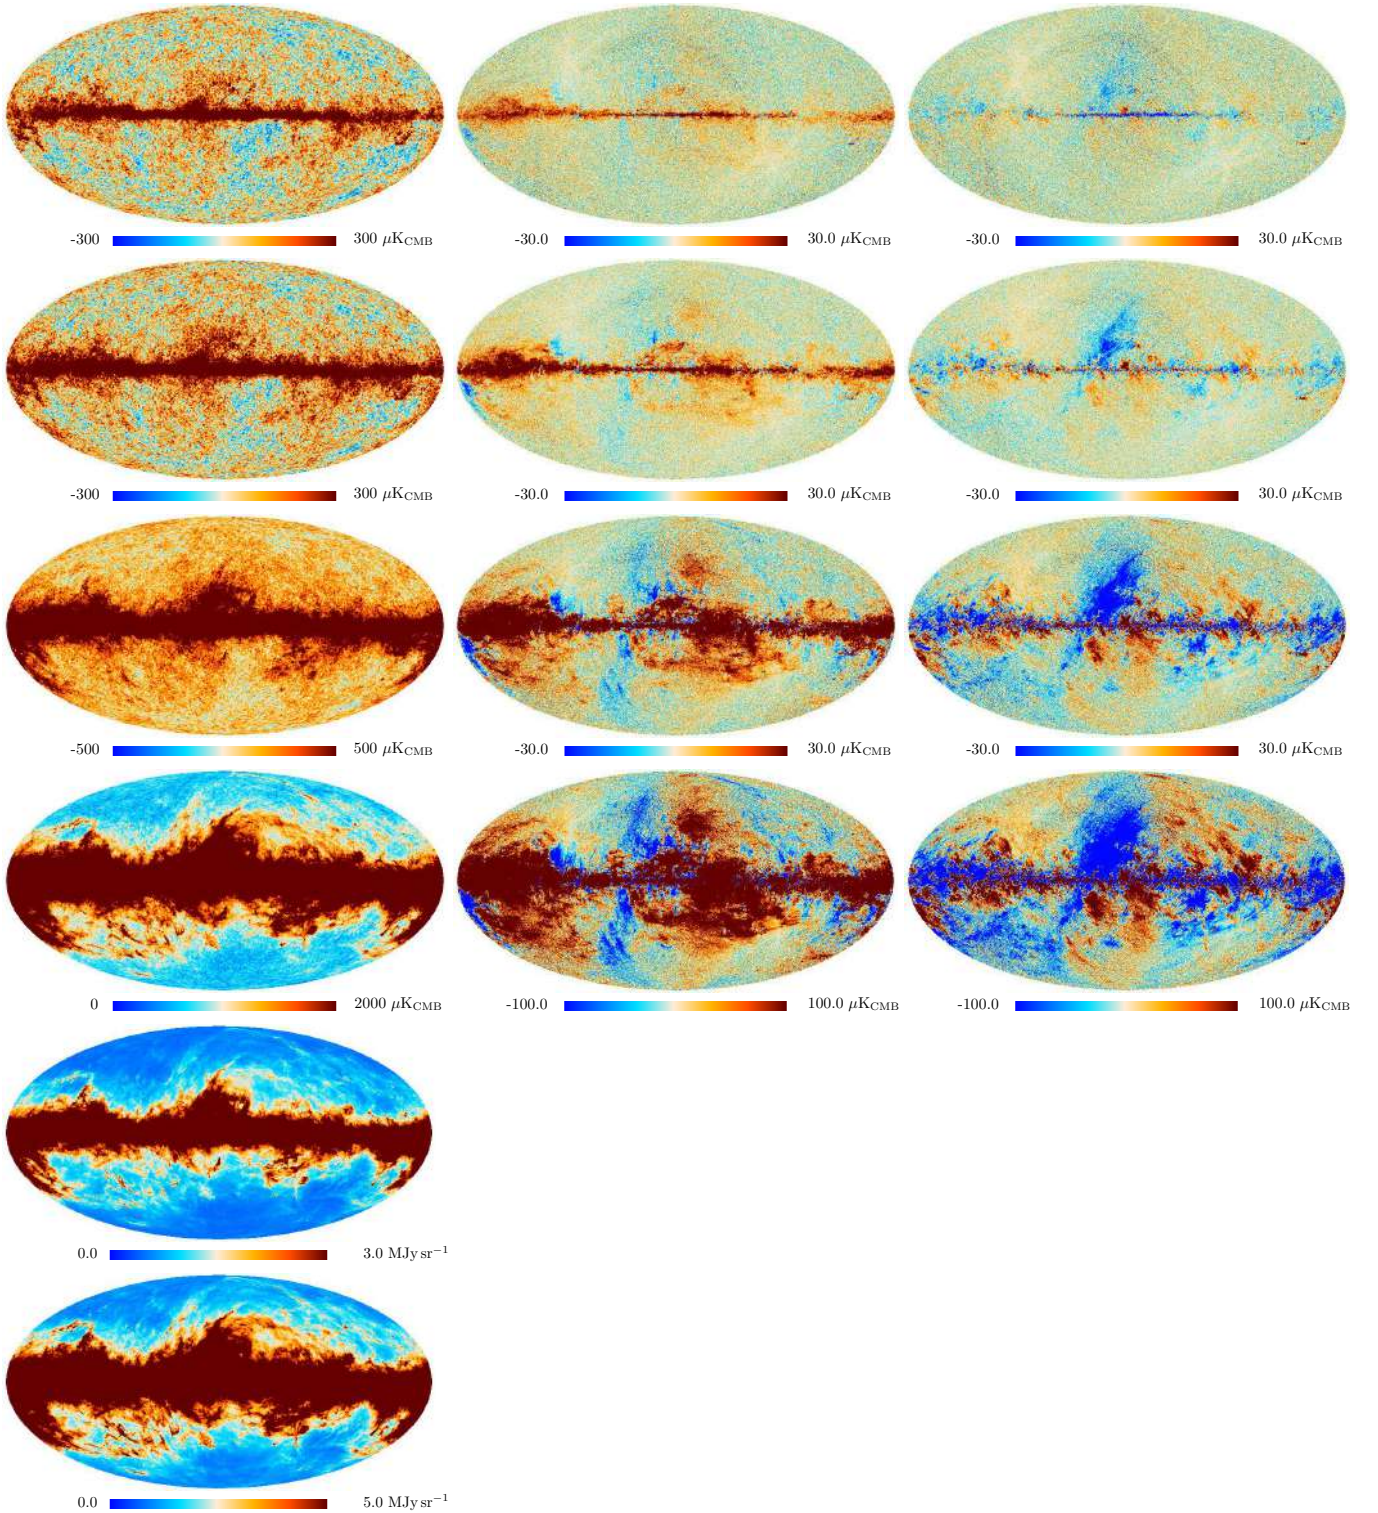 -300 300 μK_CMB -30.0 30.0 μK_CMB -30.0 30.0 μK_CMB
-300 300 μK_CMB -30.0 30.0 μK_CMB -30.0 30.0 μK_CMB
-500 500 μK_CMB -30.0 30.0 μK_CMB -30.0 30.0 μK_CMB
0 2000 μK_CMB -100.0 100.0 μK_CMB -100.0 100.0 μK_CMB
0.0 3.0 MJy sr⁻¹
0.0 5.0 MJy sr⁻¹